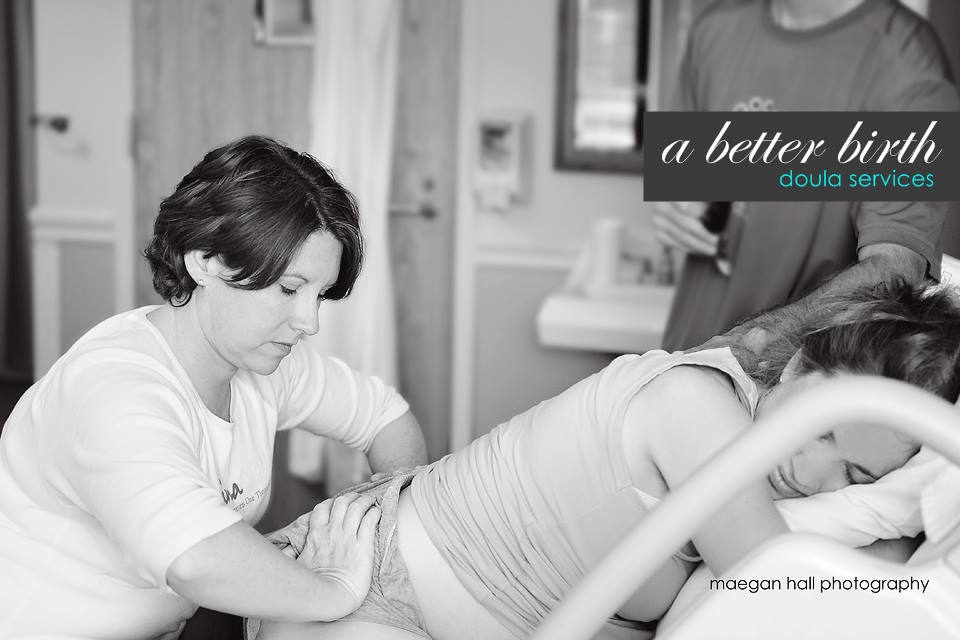 a better birth
doula services
maegan hall photography